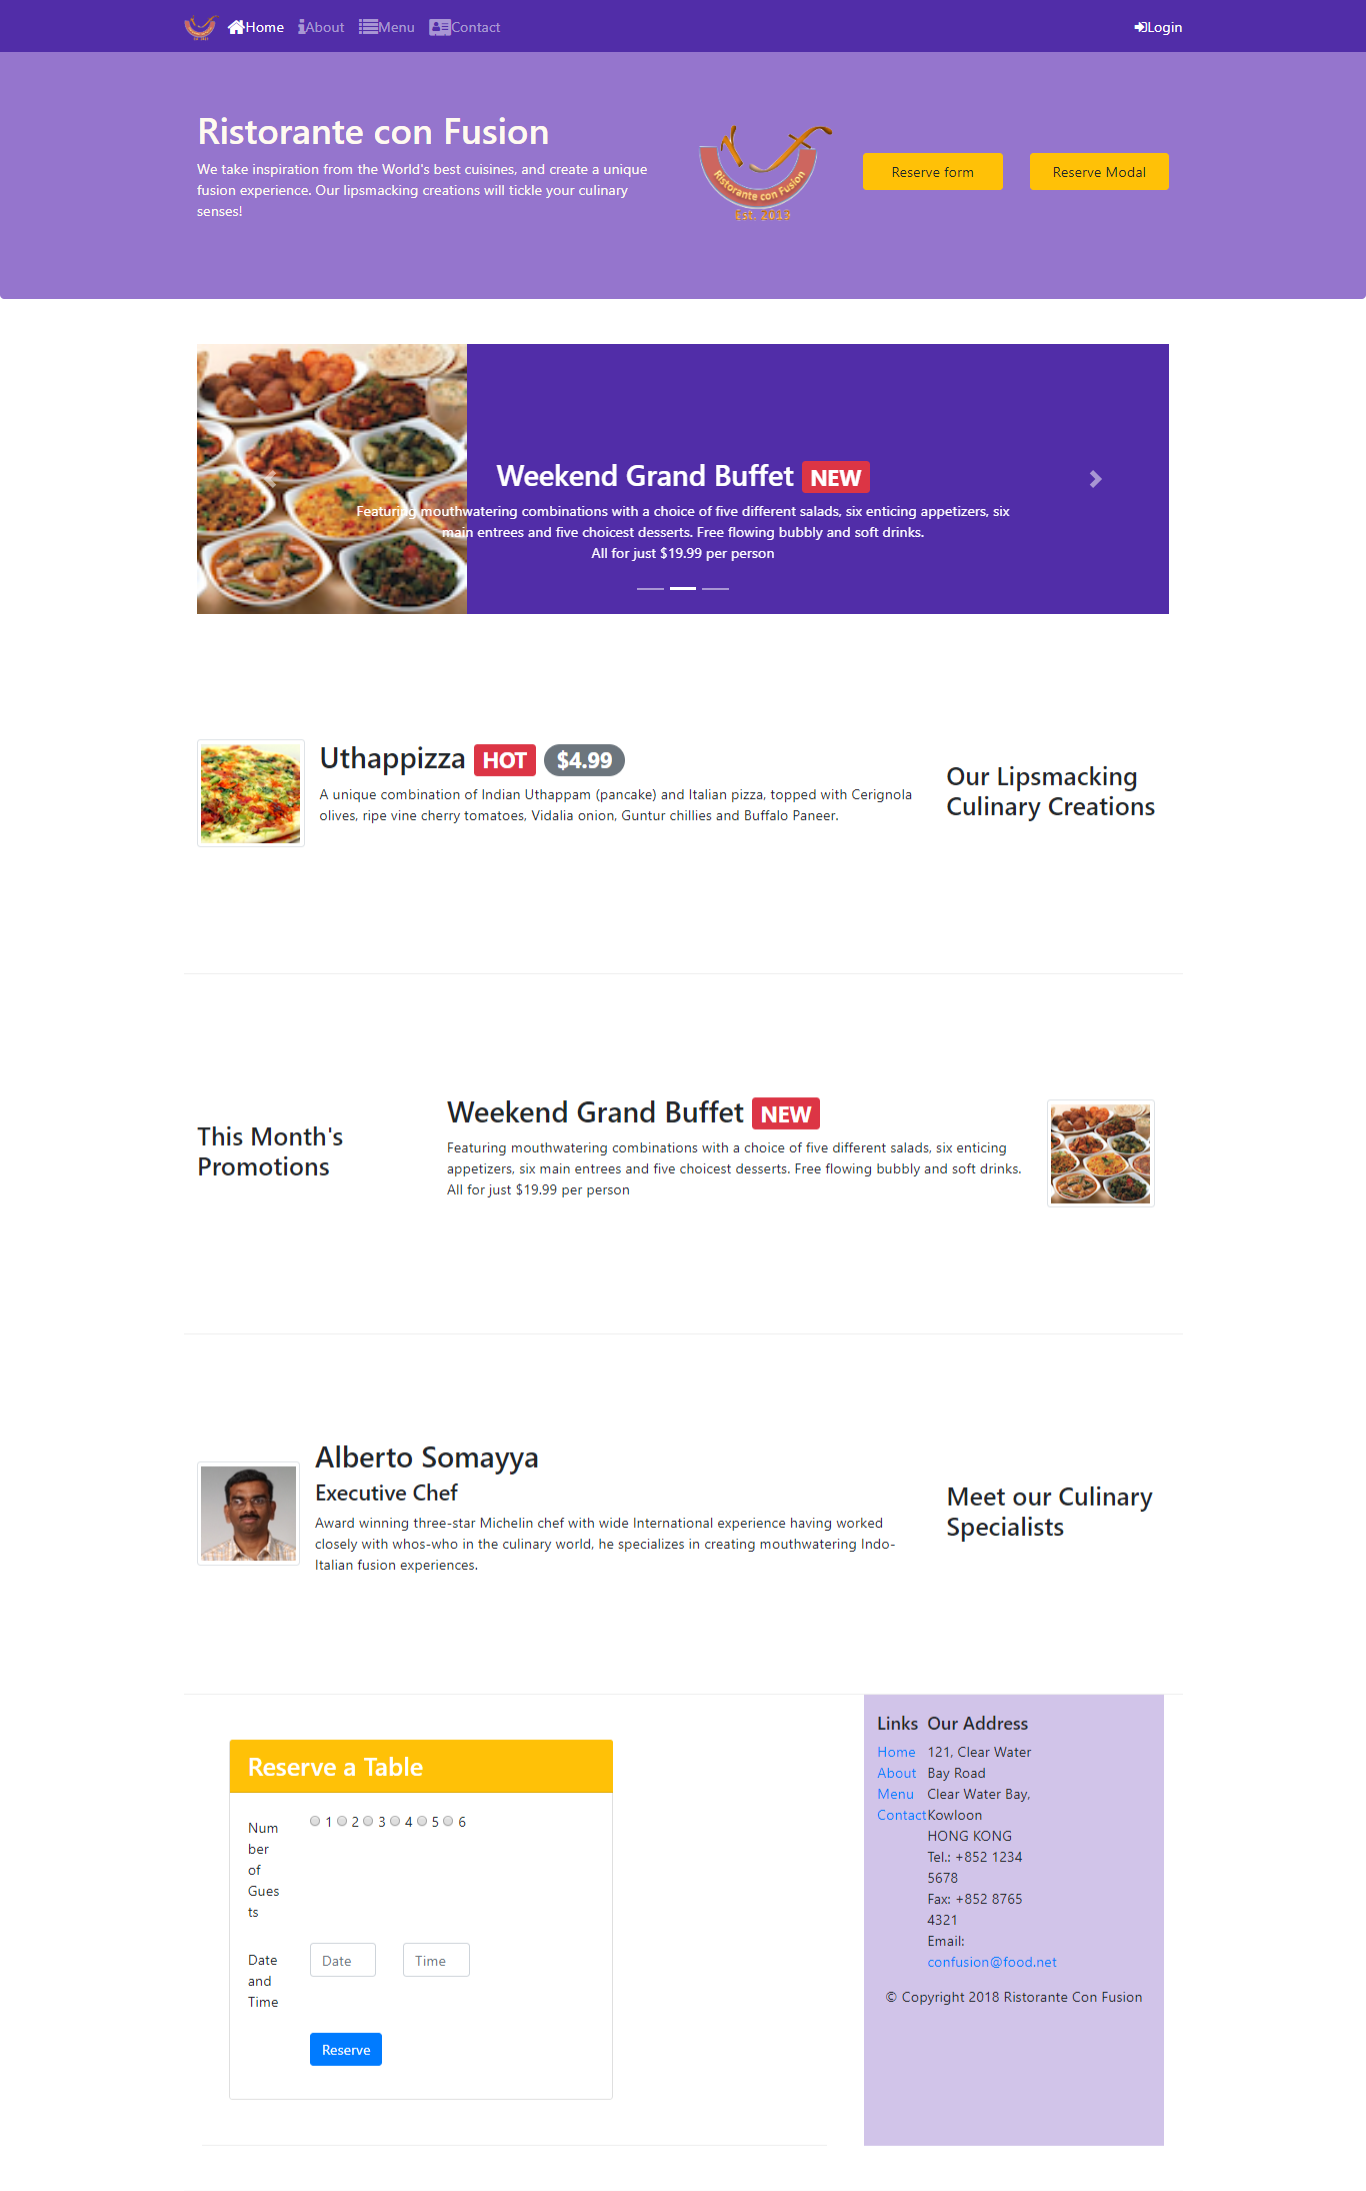 Home About Menu Contact Login
Ristorante con Fusion
We take inspiration from the World's best cuisines, and create a unique
fusion experience. Our lipsmacking creations will tickle your culinary
senses!
Ristorante con Fusion
Reserve form
Reserve Modal
Weekend Grand Buffet NEW
Featuring mouthwatering combinations with a choice of five different salads, six enticing appetizers, six
main entrees and five choicest desserts. Free flowing bubbly and soft drinks.
All for just $19.99 per person
Uthappizza HOT $4.99
A unique combination of Indian Uthappam (pancake) and Italian pizza, topped with Cerignola
olives, ripe vine cherry tomatoes, Vidalia onion, Guntur chillies and Buffalo Paneer.
Our Lipsmacking
Culinary Creations
This Month's
Promotions
Weekend Grand Buffet NEW
Featuring mouthwatering combinations with a choice of five different salads, six enticing
appetizers, six main entrees and five choicest desserts. Free flowing bubbly and soft drinks.
All for just $19.99 per person
Alberto Somayya
Executive Chef
Award winning three-star Michelin chef with wide International experience having worked
closely with whos-who in the culinary world, he specializes in creating mouthwatering Indo-
Italian fusion experiences.
Meet our Culinary
Specialists
Reserve a Table
Num
ber
of
Gues
ts
1 2 3 4 5 6
Date
and
Time
Date
Time
Reserve
Links
Home
About
Menu
Contact
Our Address
121, Clear Water
Bay Road
Clear Water Bay,
Kowloon
HONG KONG
Tel.: +852 1234
5678
Fax: +852 8765
4321
Email:
confusion@food.net
© Copyright 2018 Ristorante Con Fusion